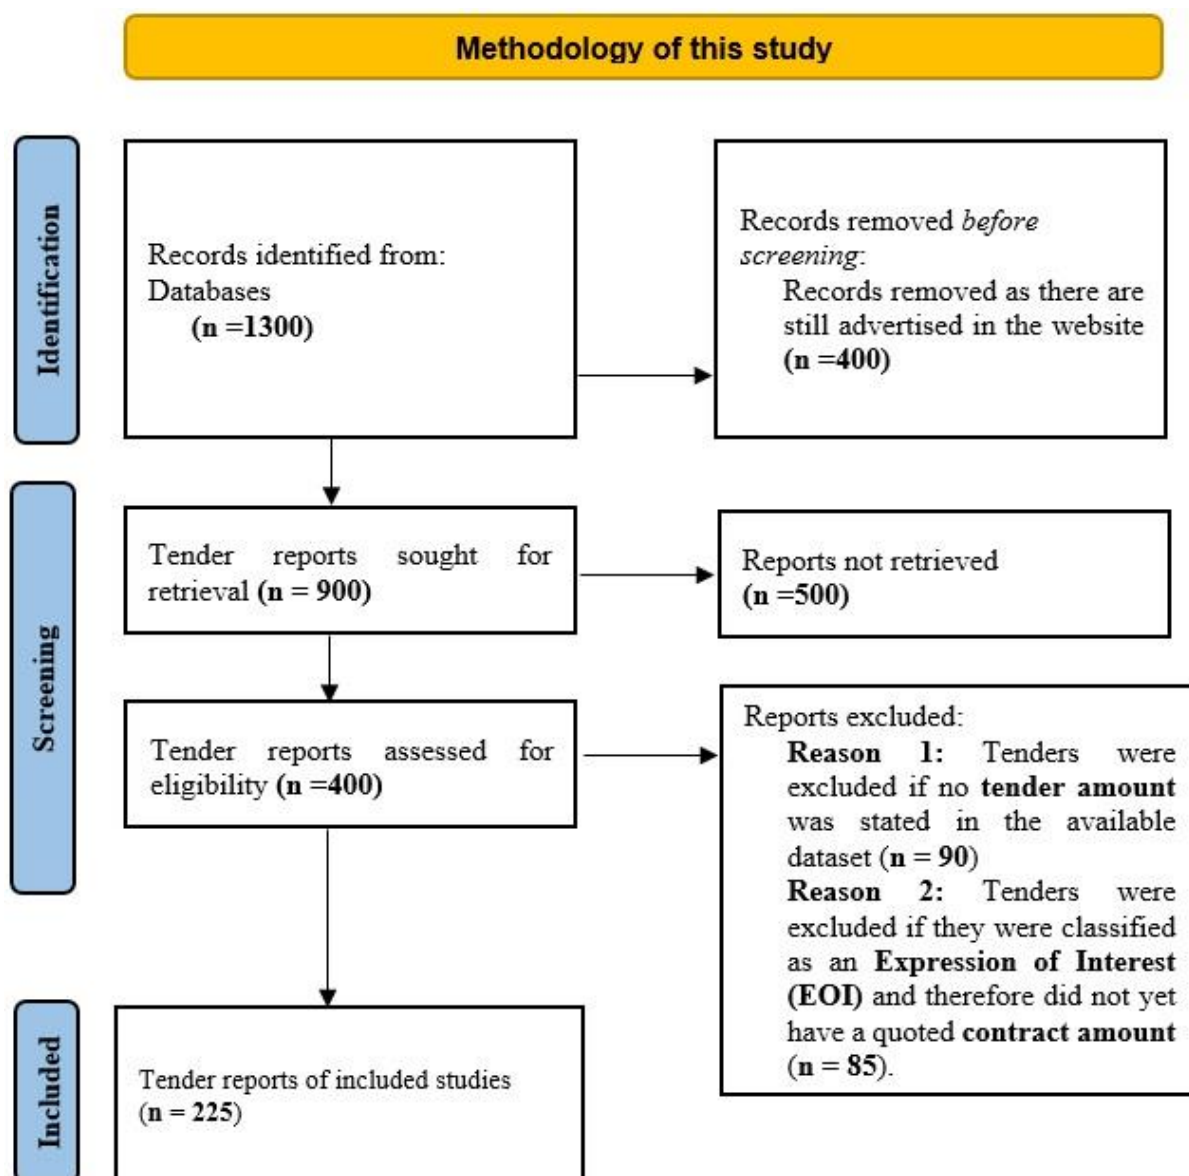 Methodology of this study
Identification
Records identified from:
Databases
(n =1300)
Records removed before
screening:
Records removed as there are
still advertised in the website
(n =400)
Screening
Tender reports sought for
retrieval (n = 900)
Reports not retrieved
(n =500)
Tender reports assessed for
eligibility (n =400)
Reports excluded:
Reason 1: Tenders were
excluded if no tender amount
was stated in the available
dataset (n = 90)
Reason 2: Tenders were
excluded if they were classified
as an Expression of Interest
(EOI) and therefore did not yet
have a quoted contract amount
(n = 85).
Included
Tender reports of included studies
(n = 225)